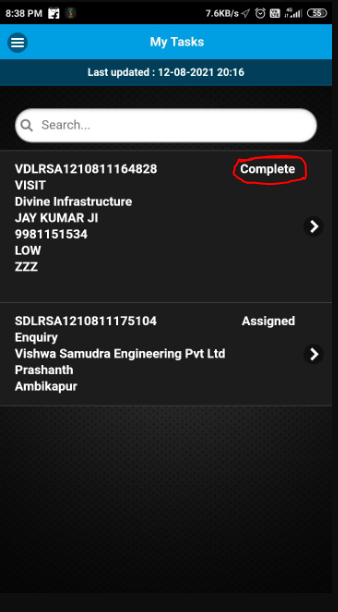 8:38 PM 7.6KB/s 4G 55
My Tasks
Last updated : 12-08-2021 20:16
Search...
VDLRSA1210811164828 Complete
VISIT
Divine Infrastructure
JAY KUMAR JI
9981151534
LOW
ZZZ
SDLRSA1210811175104 Assigned
Enquiry
Vishwa Samudra Engineering Pvt Ltd
Prashanth
Ambikapur